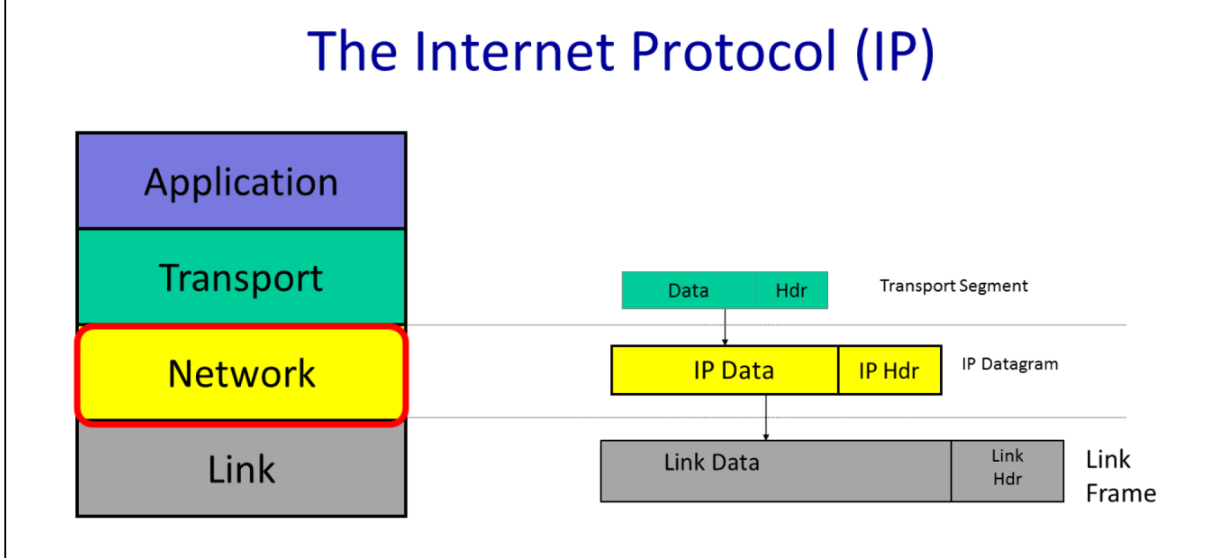 The Internet Protocol (IP)
Application
Transport
Data Hdr Transport Segment
Network
IP Data IP Hdr IP Datagram
Link
Link Data Link
Hdr
Link
Frame